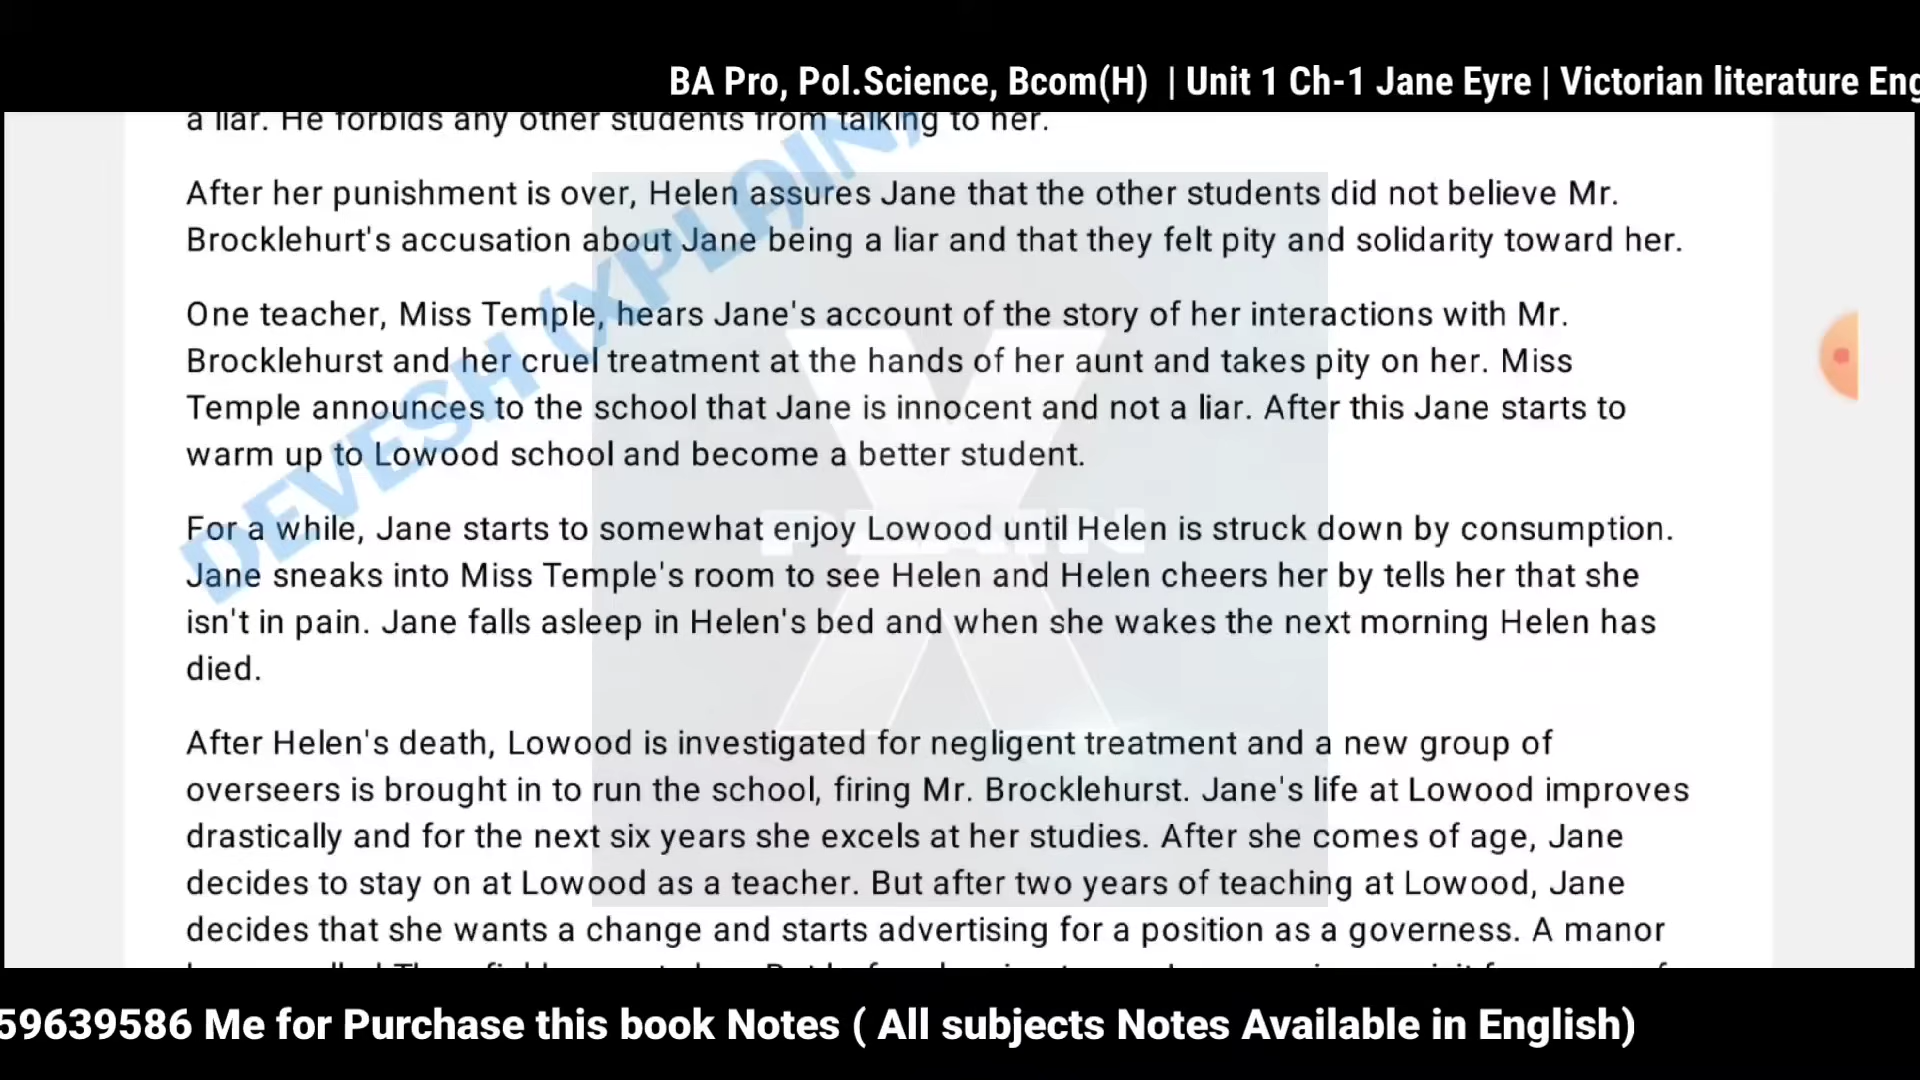 BA Pro, Pol.Science, Bcom(H) | Unit 1 Ch-1 Jane Eyre | Victorian literature Eng
a liar. He forbids any other students from talking to her.
After her punishment is over, Helen assures Jane that the other students did not believe Mr.
Brocklehurt's accusation about Jane being a liar and that they felt pity and solidarity toward her.
One teacher, Miss Temple, hears Jane's account of the story of her interactions with Mr.
Brocklehurst and her cruel treatment at the hands of her aunt and takes pity on her. Miss
Temple announces to the school that Jane is innocent and not a liar. After this Jane starts to
warm up to Lowood school and become a better student.
For a while, Jane starts to somewhat enjoy Lowood until Helen is struck down by consumption.
Jane sneaks into Miss Temple's room to see Helen and Helen cheers her by tells her that she
isn't in pain. Jane falls asleep in Helen's bed and when she wakes the next morning Helen has
died.
After Helen's death, Lowood is investigated for negligent treatment and a new group of
overseers is brought in to run the school, firing Mr. Brocklehurst. Jane's life at Lowood improves
drastically and for the next six years she excels at her studies. After she comes of age, Jane
decides to stay on at Lowood as a teacher. But after two years of teaching at Lowood, Jane
decides that she wants a change and starts advertising for a position as a governess. A manor
DEVESH (XPLAIN)
X
PLAIN
59639586 Me for Purchase this book Notes ( All subjects Notes Available in English)